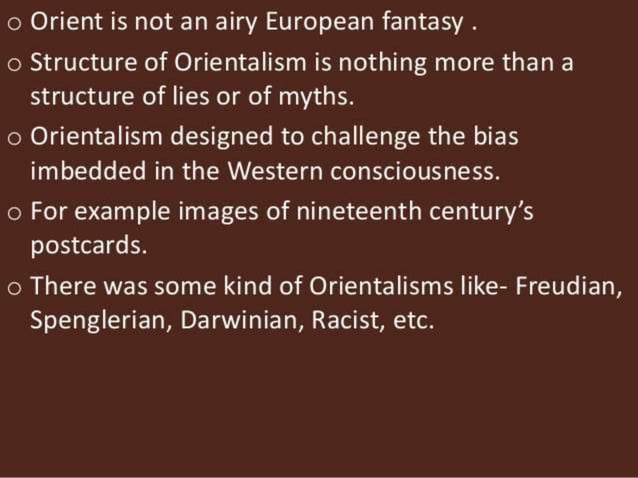 o Orient is not an airy European fantasy .
o Structure of Orientalism is nothing more than a
structure of lies or of myths.
o Orientalism designed to challenge the bias
imbedded in the Western consciousness.
o For example images of nineteenth century’s
postcards.
o There was some kind of Orientalisms like- Freudian,
Spenglerian, Darwinian, Racist, etc.